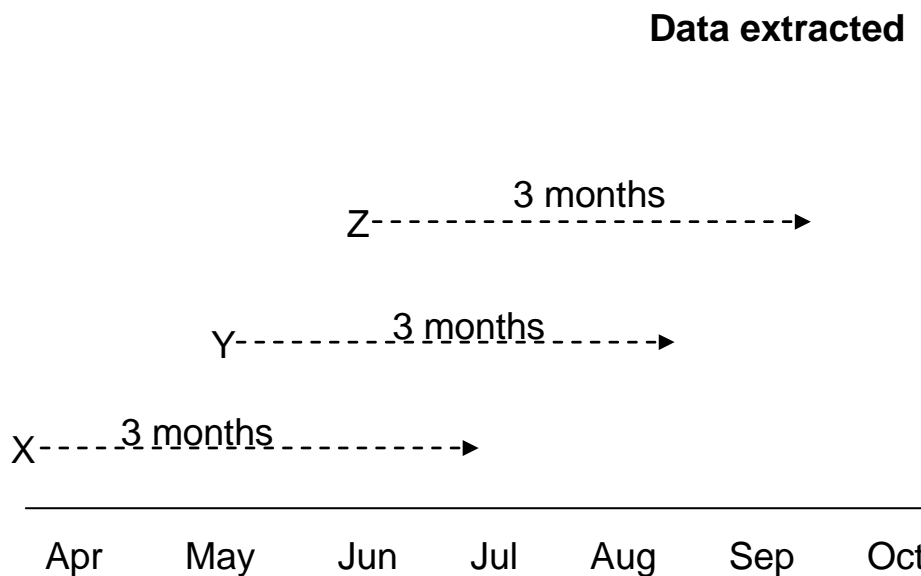 Data extracted
3 months
Z
3 months
Y
3 months
X
Apr May Jun Jul Aug Sep Oct